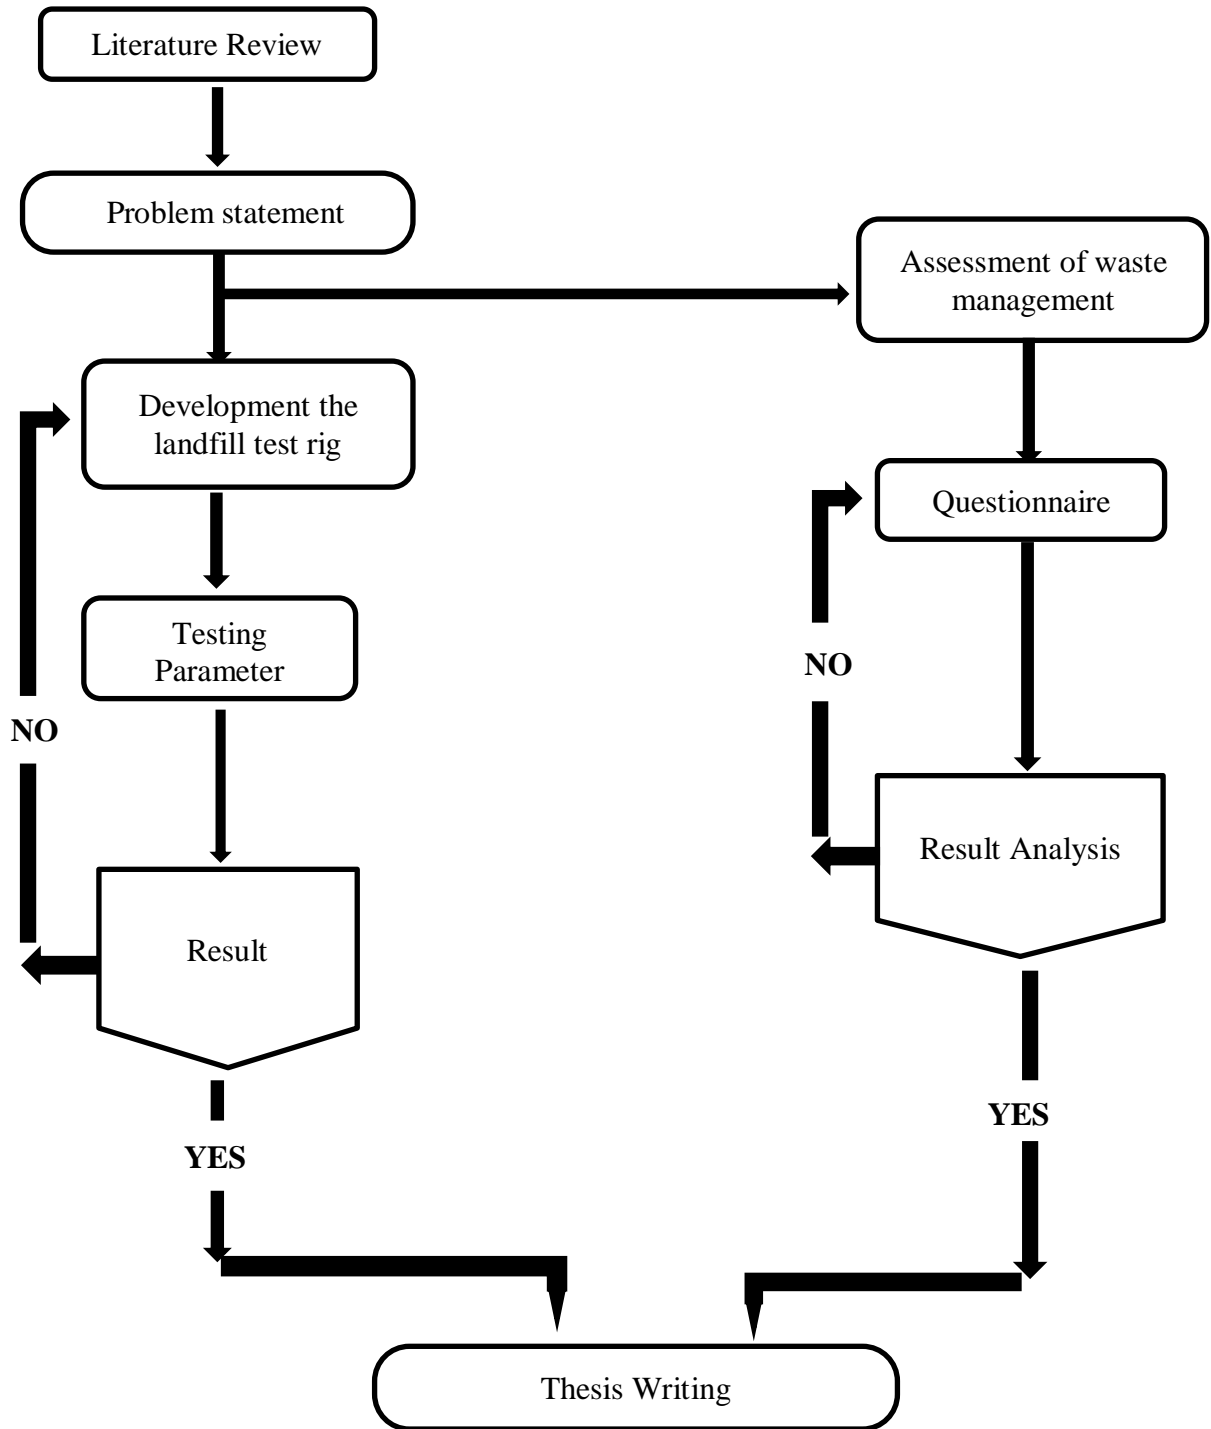 Literature Review
Problem statement
Assessment of waste
management
Development the
landfill test rig
Questionnaire
Testing
Parameter
NO
NO
Result Analysis
Result
YES
YES
Thesis Writing